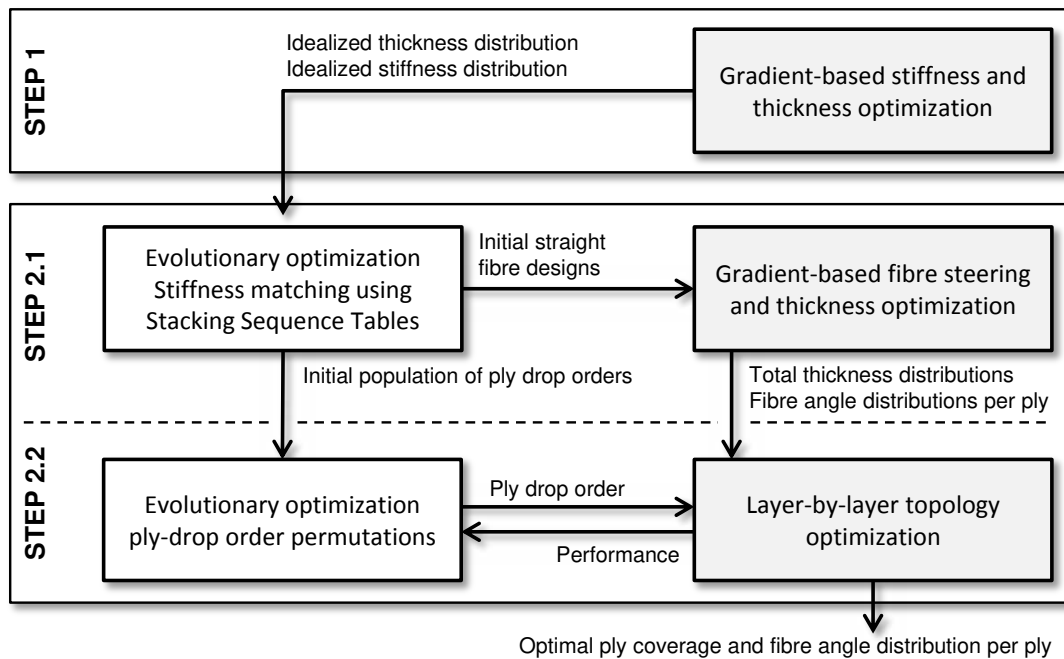 STEP 1
Idealized thickness distribution
Idealized stiffness distribution
Gradient-based stiffness and
thickness optimization
STEP 2.1
Evolutionary optimization
Stiffness matching using
Stacking Sequence Tables
Initial straight
fibre designs
Gradient-based fibre steering
and thickness optimization
Initial population of ply drop orders
Total thickness distributions
Fibre angle distributions per ply
STEP 2.2
Evolutionary optimization
ply-drop order permutations
Ply drop order
Performance
Layer-by-layer topology
optimization
Optimal ply coverage and fibre angle distribution per ply